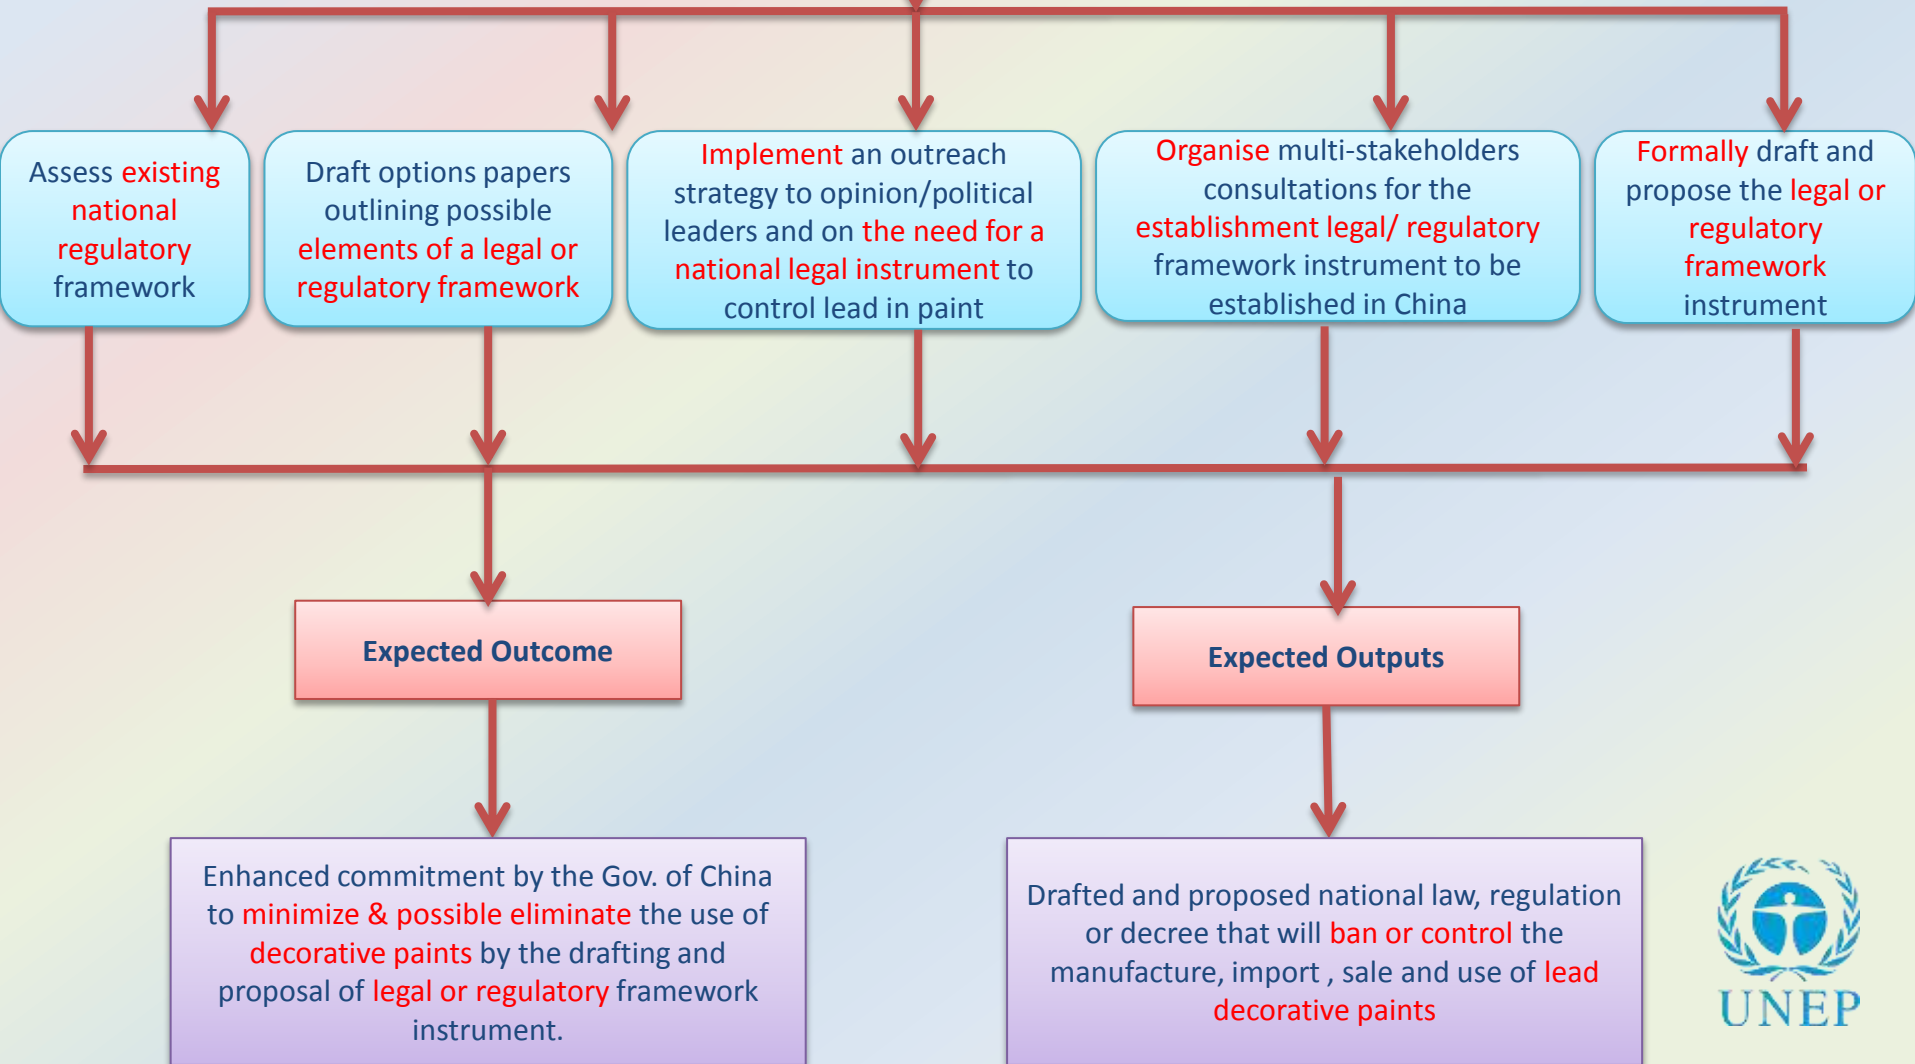 Assess existing
national
regulatory
framework
Draft options papers
outlining possible
elements of a legal or
regulatory framework
Implement an outreach
strategy to opinion/political
leaders and on the need for a
national legal instrument to
control lead in paint
Organise multi-stakeholders
consultations for the
establishment legal/ regulatory
framework instrument to be
established in China
Formally draft and
propose the legal or
regulatory
framework
instrument
Expected Outcome
Expected Outputs
Enhanced commitment by the Gov. of China
to minimize & possible eliminate the use of
decorative paints by the drafting and
proposal of legal or regulatory framework
instrument.
Drafted and proposed national law, regulation
or decree that will ban or control the
manufacture, import , sale and use of lead
decorative paints
UNEP